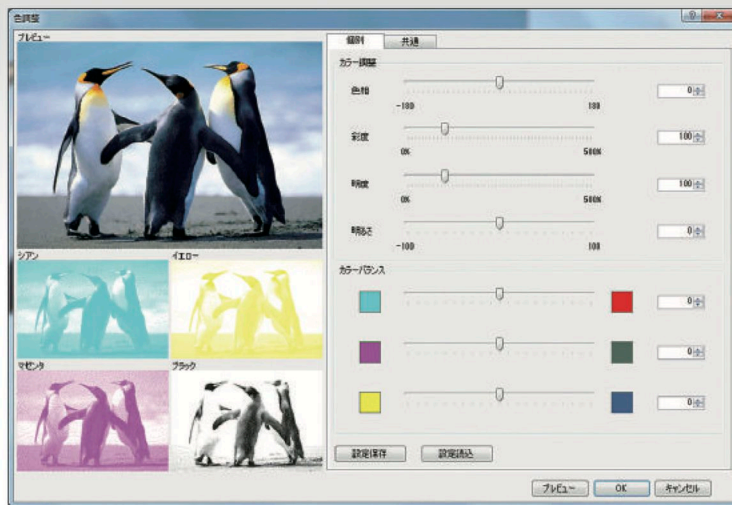 色調整
プレビュー
シアン
イエロー
マゼンタ
ブラック
個別
共通
カラー調整
色相
-180
180
0
彩度
0%
500%
100
明度
0%
500%
100
明るさ
-100
100
0
カラーバランス
0
0
0
設定保存
設定読込
プレビュー
OK
キャンセル